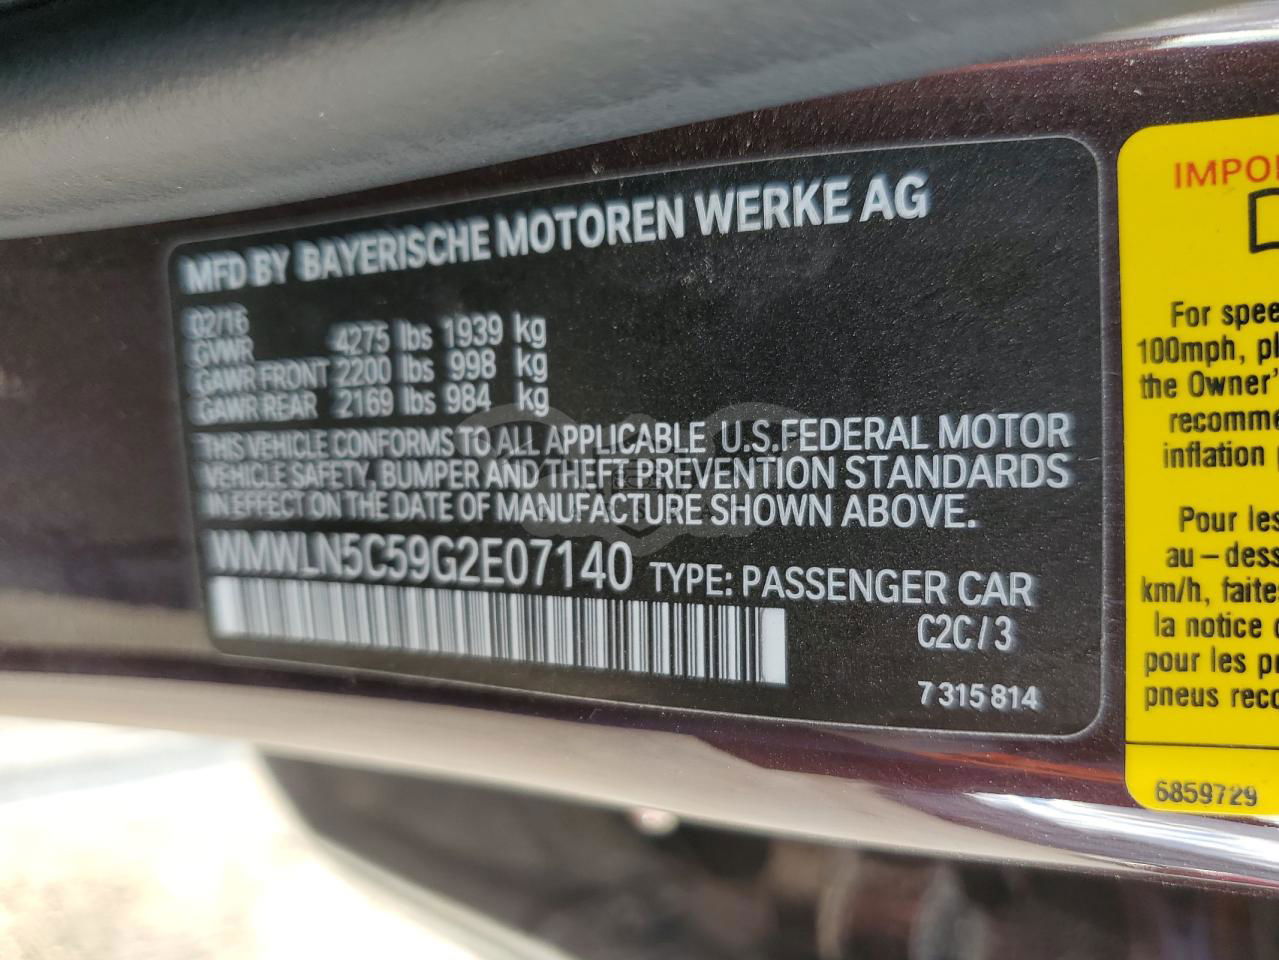 MFD BY BAYERISCHE MOTOREN WERKE AG
02/16
GVWR 4275 lbs 1939 kg
GAWR FRONT 2200 lbs 998 kg
GAWR REAR 2169 lbs 984 kg
THIS VEHICLE CONFORMS TO ALL APPLICABLE U.S.FEDERAL MOTOR
VEHICLE SAFETY, BUMPER AND THEFT PREVENTION STANDARDS
IN EFFECT ON THE DATE OF MANUFACTURE SHOWN ABOVE.
WMWLN5C59G2E07140 TYPE: PASSENGER CAR
C2C/3
7 315 814
IMPO
For spee
100mph, pl
the Owner'
recomme
inflation
Pour les
au – dess
km/h, faite
la notice
pour les p
pneus reco
6859729